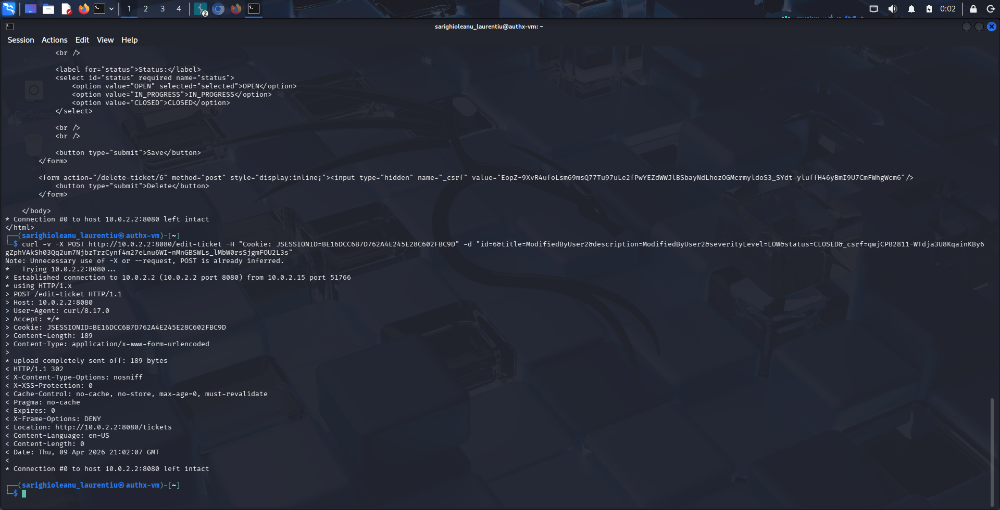 1 2 3 4 2 0:02
sarighioleanu_laurentiu@authx-vm: ~
Session Actions Edit View Help
<br />
Home
<label for="status">Status:</label>
<select id="status" required name="status">
<option value="OPEN" selected="selected">OPEN</option>
<option value="IN_PROGRESS">IN_PROGRESS</option>
<option value="CLOSED">CLOSED</option>
</select>
File System
<br />
<br />
<button type="submit">Save</button>
</form>
Trash
<form action="/delete-ticket/6" method="post" style="display:inline;"><input type="hidden" name="_csrf" value="EopZ-9XvR4ufoLsm69msQ77Tu97uLe2fPwYEZdWWJlBSbayNdLhozOGMcrmyldoS3_SYdt-yluffH46yBmI9U7CmFWhgWcm6"/>
<button type="submit">Delete</button>
</form>
</body>
* Connection #0 to host 10.0.2.2:8080 left intact
</html>
┌──(sarighioleanu_laurentiu㉿authx-vm)-[~]
└─$ curl -v -X POST http://10.0.2.2:8080/edit-ticket -H "Cookie: JSESSIONID=BE16DCC6B7D762A4E245E28C602FBC9D" -d "id=6&title=ModifiedByUser2&description=ModifiedByUser2&severityLevel=LOW&status=CLOSED&_csrf=qwjCPB2811-WTdja3U8KqainKBy6
gZphVAkSh03Qq2um7NjbzTrzCynf4m27eLnu6WI-nMnGBSWLs_lMbW0rsSjgmFOU2L3s"
Note: Unnecessary use of -X or --request, POST is already inferred.
*   Trying 10.0.2.2:8080...
* Established connection to 10.0.2.2 (10.0.2.2 port 8080) from 10.0.2.15 port 51766
* using HTTP/1.x
> POST /edit-ticket HTTP/1.1
> Host: 10.0.2.2:8080
> User-Agent: curl/8.17.0
> Accept: */*
> Cookie: JSESSIONID=BE16DCC6B7D762A4E245E28C602FBC9D
> Content-Length: 189
> Content-Type: application/x-www-form-urlencoded
>
* upload completely sent off: 189 bytes
< HTTP/1.1 302
< X-Content-Type-Options: nosniff
< X-XSS-Protection: 0
< Cache-Control: no-cache, no-store, max-age=0, must-revalidate
< Pragma: no-cache
< Expires: 0
< X-Frame-Options: DENY
< Location: http://10.0.2.2:8080/tickets
< Content-Language: en-US
< Content-Length: 0
< Date: Thu, 09 Apr 2026 21:02:07 GMT
<
* Connection #0 to host 10.0.2.2:8080 left intact
┌──(sarighioleanu_laurentiu㉿authx-vm)-[~]
└─$